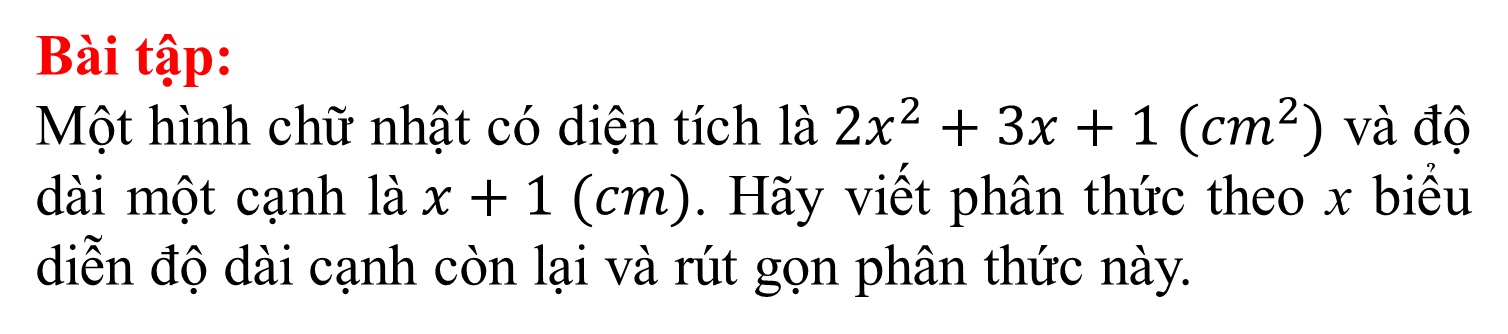 Bài tập:
Một hình chữ nhật có diện tích là 2𝑥² + 3𝑥 + 1 (𝑐𝑚²) và độ
dài một cạnh là 𝑥 + 1 (𝑐𝑚). Hãy viết phân thức theo 𝑥 biểu
diễn độ dài cạnh còn lại và rút gọn phân thức này.